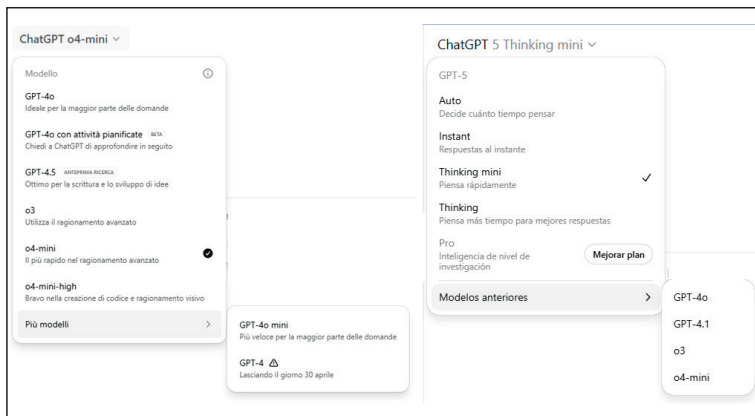 ChatGPT o4-mini
Modello
GPT-4o
Ideale per la maggior parte delle domande
GPT-4o con attività pianificate BETA
Chiedi a ChatGPT di approfondire in seguito
GPT-4.5 ANTEPRIMA RICERCA
Ottimo per la scrittura e lo sviluppo di idee
o3
Utilizza il ragionamento avanzato
o4-mini
Il più rapido nel ragionamento avanzato
o4-mini-high
Bravo nella creazione di codice e ragionamento visivo
Più modelli
GPT-4o mini
Più veloce per la maggior parte delle domande
GPT-4
Lasciando il giorno 30 aprile
ChatGPT 5 Thinking mini
GPT-5
Auto
Decide cuánto tiempo pensar
Instant
Respuestas al instante
Thinking mini
Piensa rápidamente
Thinking
Piensa más tiempo para mejores respuestas
Pro
Inteligencia de nivel de
investigación
Mejorar plan
Modelos anteriores
GPT-4o
GPT-4.1
o3
o4-mini